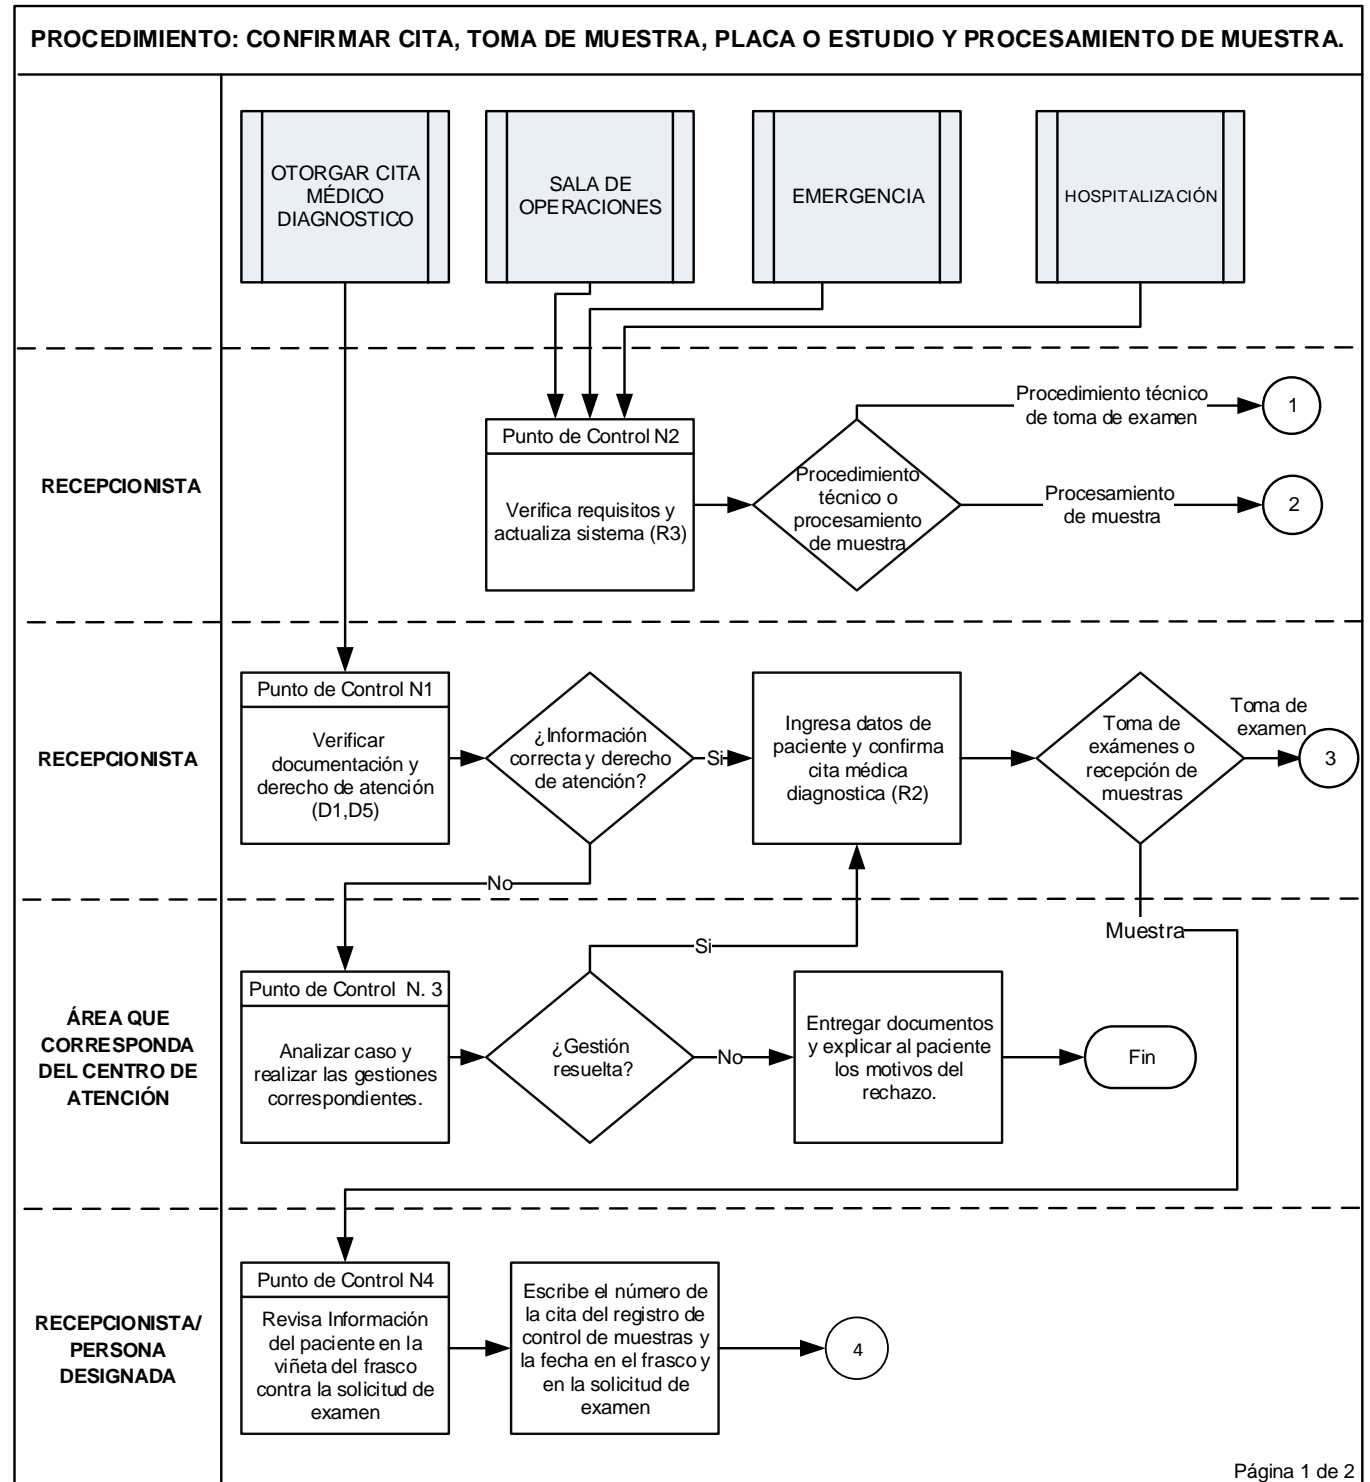 PROCEDIMIENTO: CONFIRMAR CITA, TOMA DE MUESTRA, PLACA O ESTUDIO Y PROCESAMIENTO DE MUESTRA.
OTORGAR CITA
MÉDICO
DIAGNOSTICO
SALA DE
OPERACIONES
EMERGENCIA
HOSPITALIZACIÓN
RECEPCIONISTA
Punto de Control N2
Verifica requisitos y
actualiza sistema (R3)
Procedimiento
técnico o
procesamiento
de muestra
Procedimiento técnico
de toma de examen
1
Procesamiento
de muestra
2
RECEPCIONISTA
Punto de Control N1
Verificar
documentación y
derecho de atención
(D1,D5)
¿Información
correcta y derecho
de atención?
Si
No
Ingresa datos de
paciente y confirma
cita médica
diagnostica (R2)
Toma de
exámenes o
recepción de
muestras
Toma de
examen
3
Muestra
ÁREA QUE
CORRESPONDA
DEL CENTRO DE
ATENCIÓN
Punto de Control N. 3
Analizar caso y
realizar las gestiones
correspondientes.
¿Gestión
resuelta?
Si
No
Entregar documentos
y explicar al paciente
los motivos del
rechazo.
Fin
RECEPCIONISTA/
PERSONA
DESIGNADA
Punto de Control N4
Revisa Información
del paciente en la
viñeta del frasco
contra la solicitud de
examen
Escribe el número de
la cita del registro de
control de muestras y
la fecha en el frasco y
en la solicitud de
examen
4
Página 1 de 2